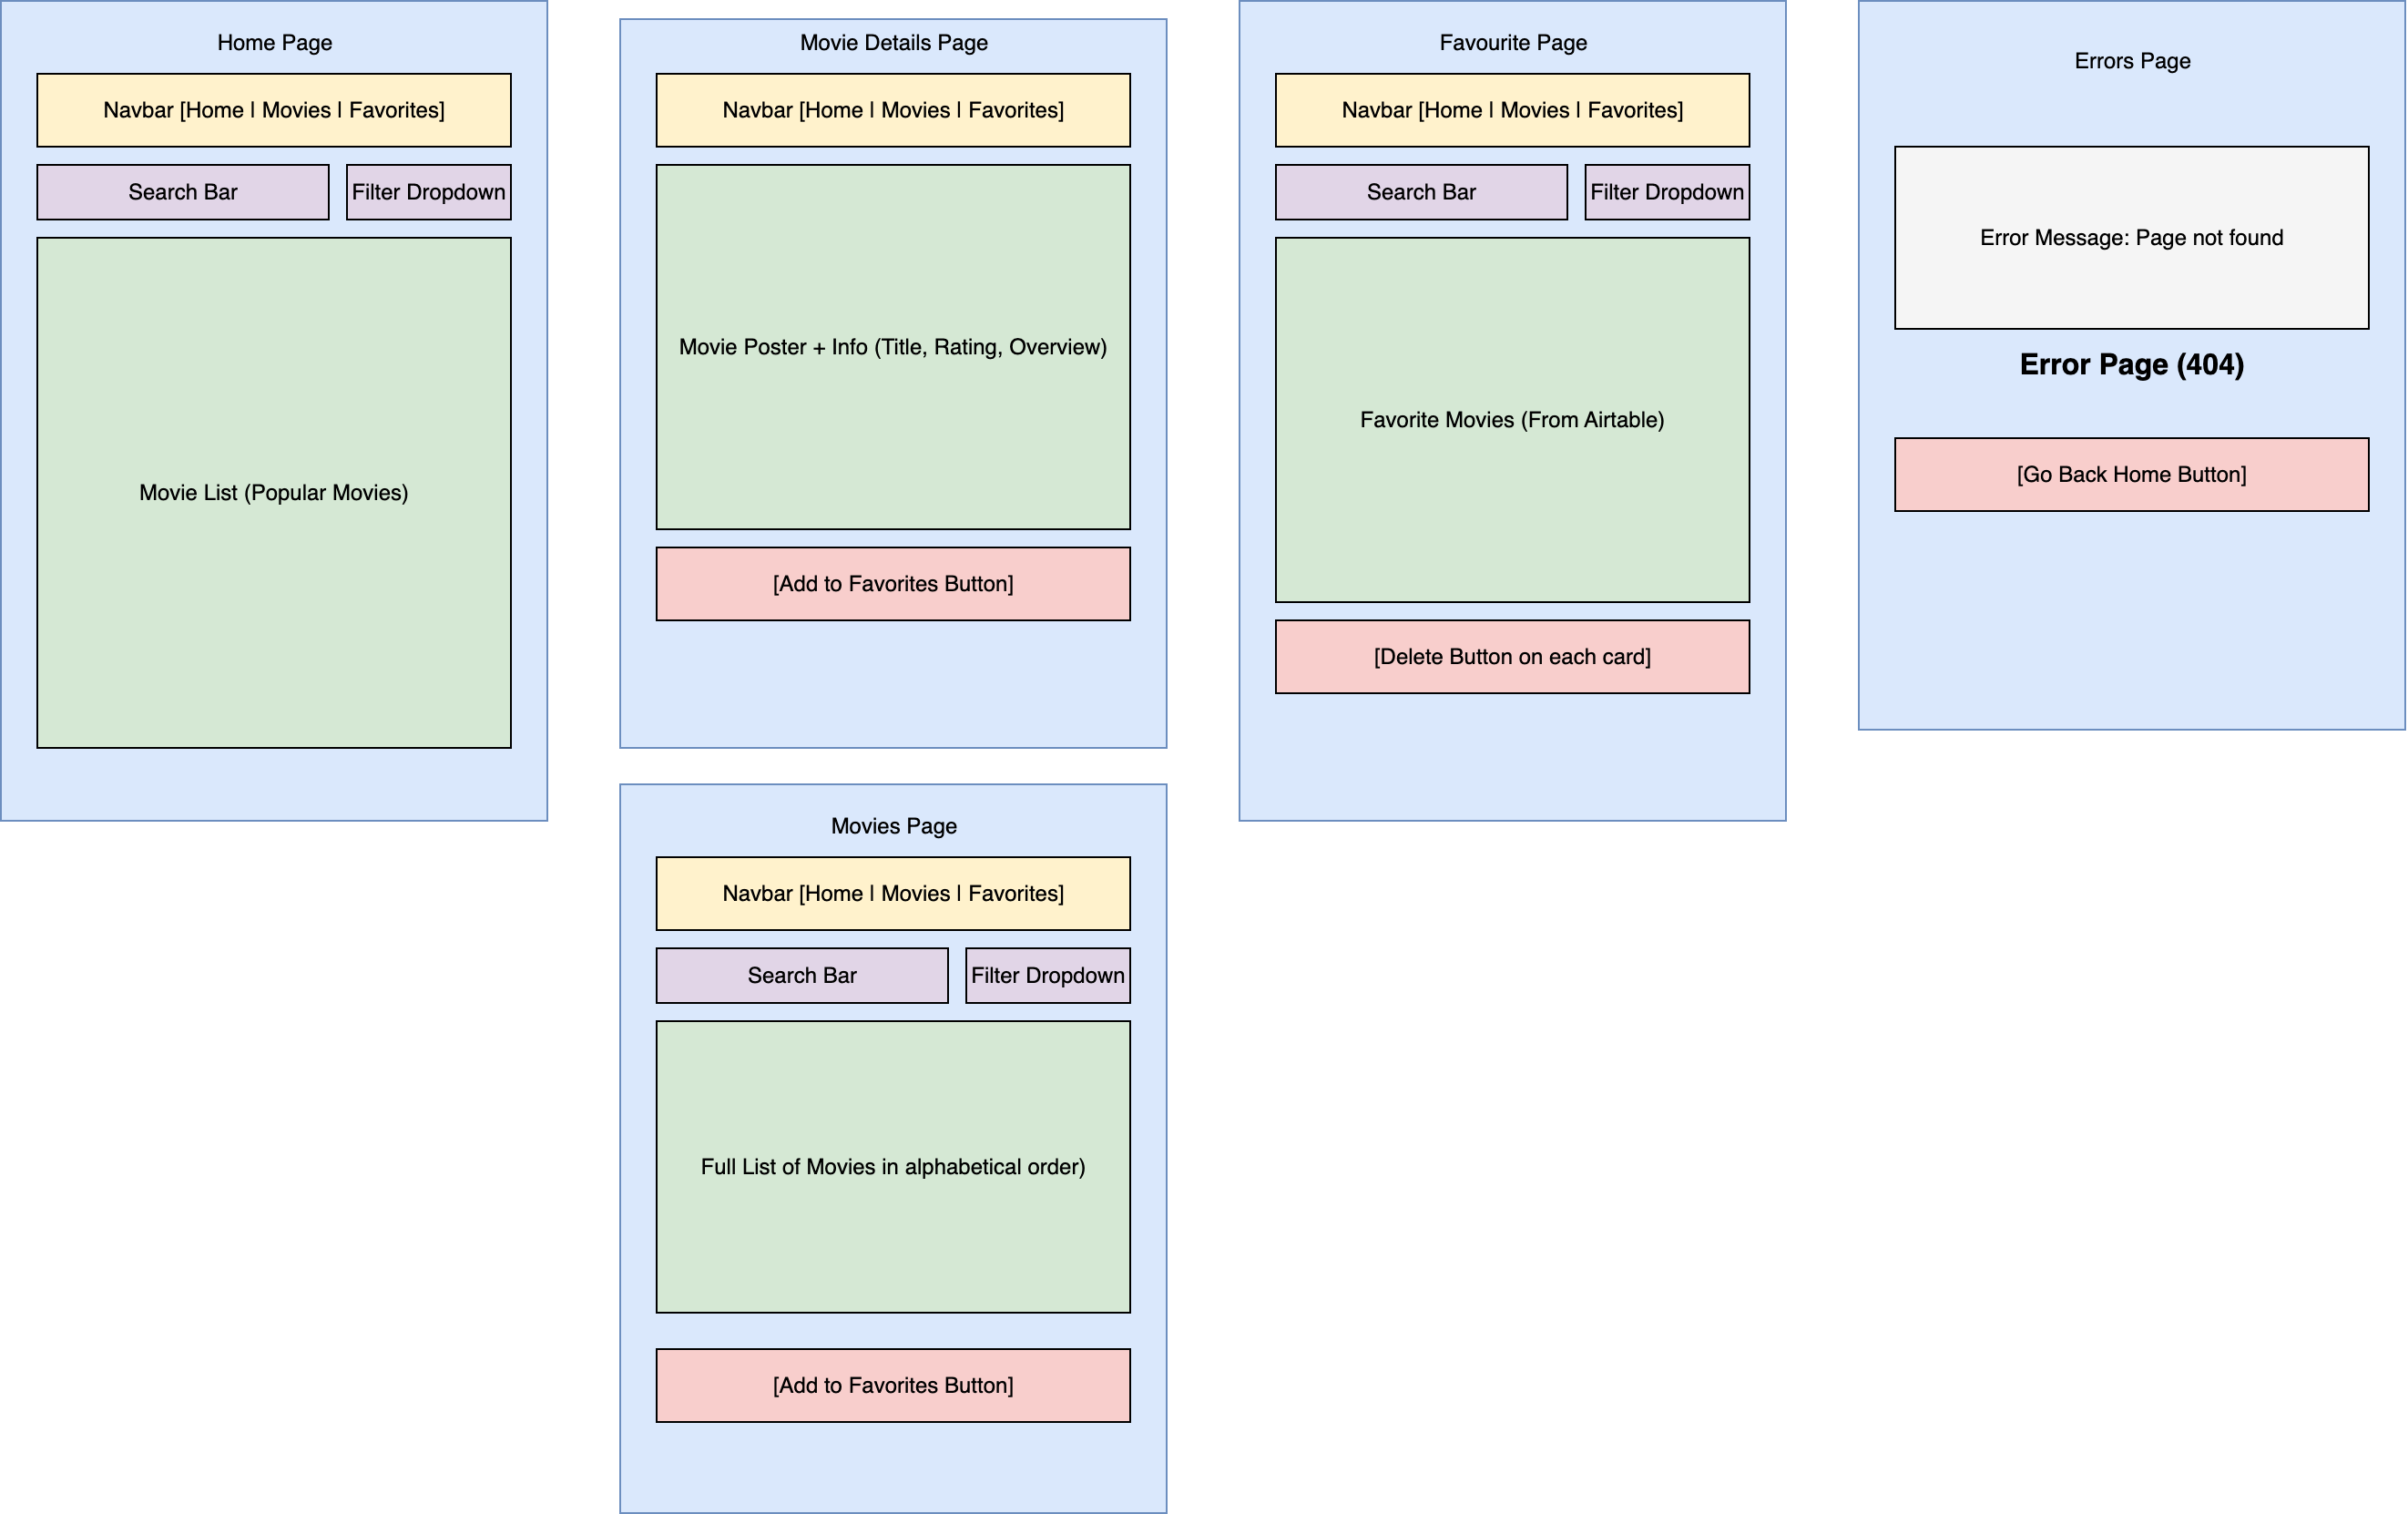 Home Page
Navbar [Home | Movies | Favorites]
Search Bar
Filter Dropdown
Movie List (Popular Movies)
Movie Details Page
Navbar [Home | Movies | Favorites]
Movie Poster + Info (Title, Rating, Overview)
[Add to Favorites Button]
Favourite Page
Navbar [Home | Movies | Favorites]
Search Bar
Filter Dropdown
Favorite Movies (From Airtable)
[Delete Button on each card]
Errors Page
Error Message: Page not found
Error Page (404)
[Go Back Home Button]
Movies Page
Navbar [Home | Movies | Favorites]
Search Bar
Filter Dropdown
Full List of Movies in alphabetical order)
[Add to Favorites Button]